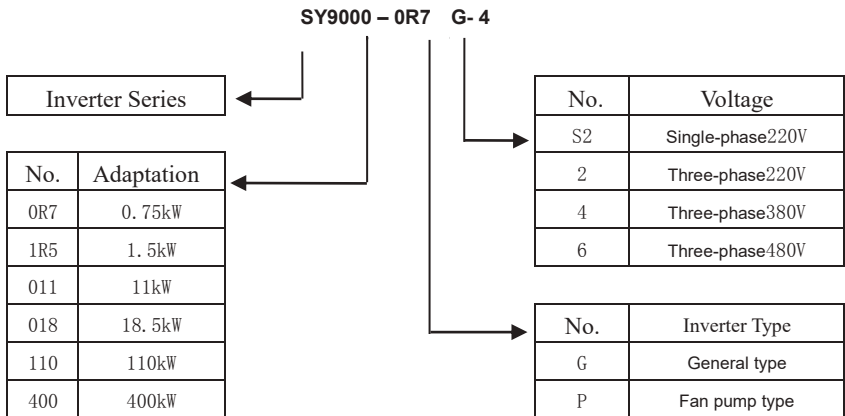 SY9000 – 0R7 G- 4
Inverter Series
No. Adaptation
0R7 0.75kW
1R5 1.5kW
011 11kW
018 18.5kW
110 110kW
400 400kW
No. Voltage
S2 Single-phase220V
2 Three-phase220V
4 Three-phase380V
6 Three-phase480V
No. Inverter Type
G General type
P Fan pump type